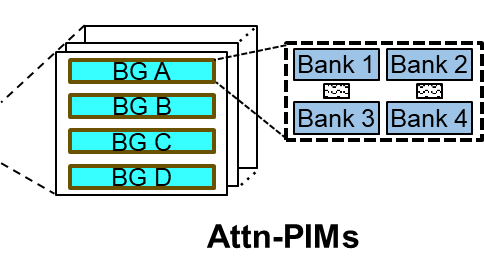 BG A
BG B
BG C
BG D
Bank 1
Bank 2
Bank 3
Bank 4
Attn-PIMs